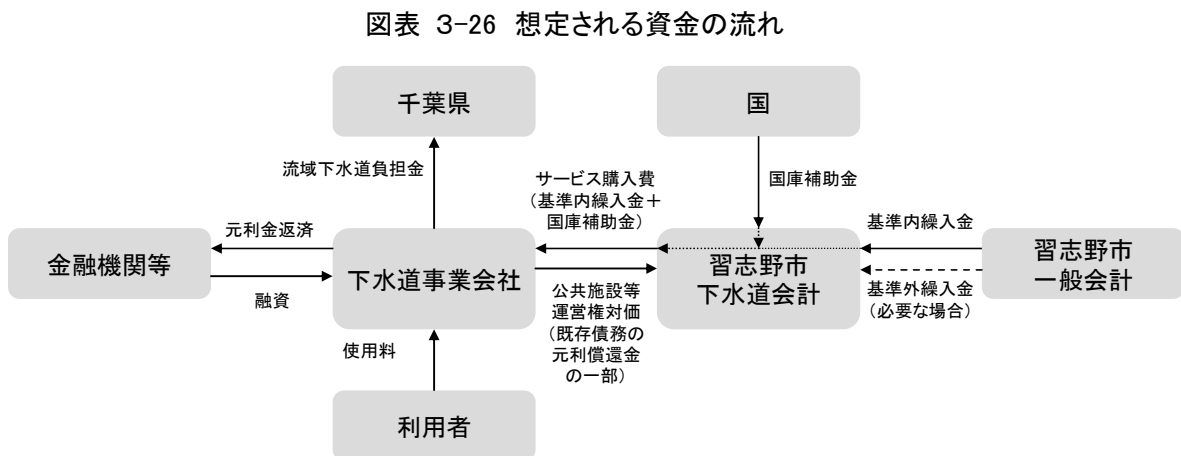 図表 3-26 想定される資金の流れ
千葉県
国
流域下水道負担金
サービス購入費
（基準内繰入金＋
国庫補助金）
国庫補助金
元利金返済
基準内繰入金
金融機関等
下水道事業会社
習志野市
下水道会計
習志野市
一般会計
融資
公共施設等
運営権対価
（既存債務の
元利償還金
の一部）
基準外繰入金
（必要な場合）
使用料
利用者